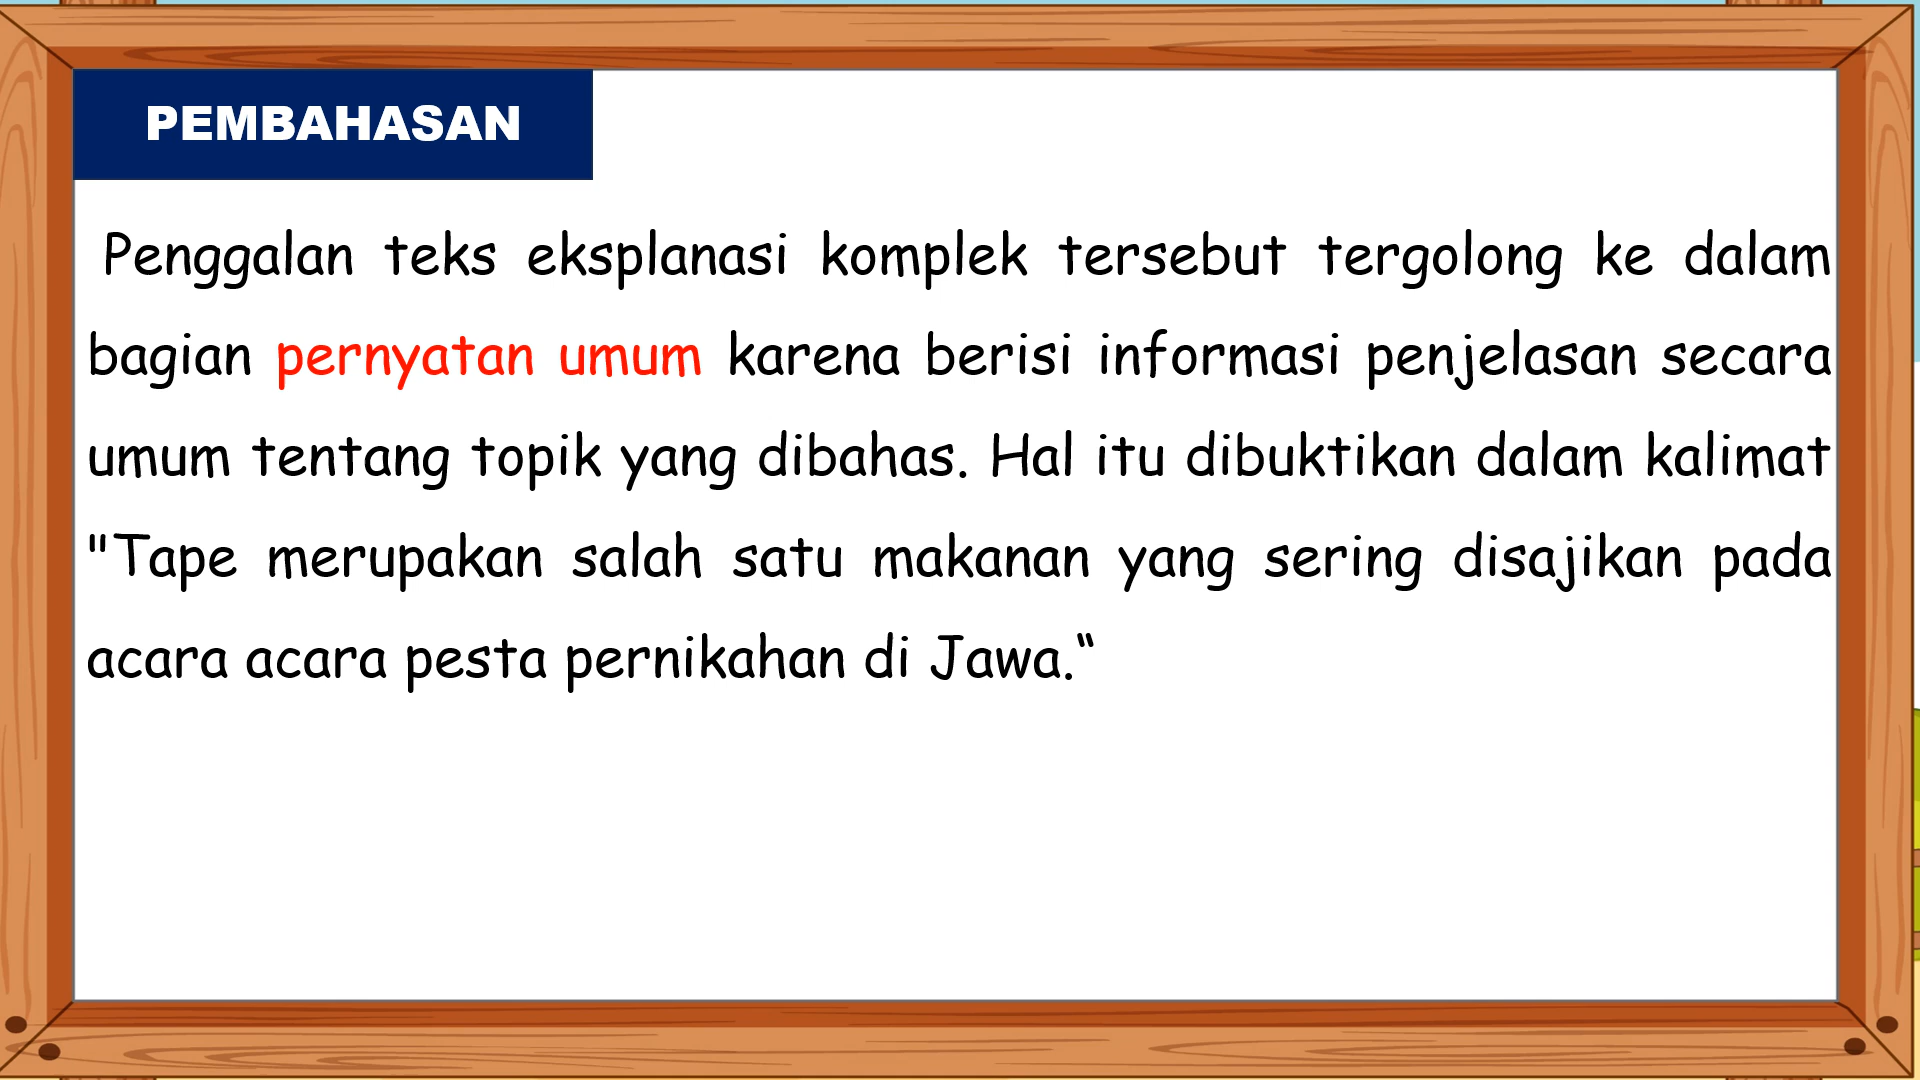 PEMBAHASAN
Penggalan teks eksplanasi komplek tersebut tergolong ke dalam
bagian pernyatan umum karena berisi informasi penjelasan secara
umum tentang topik yang dibahas. Hal itu dibuktikan dalam kalimat
"Tape merupakan salah satu makanan yang sering disajikan pada
acara acara pesta pernikahan di Jawa.“